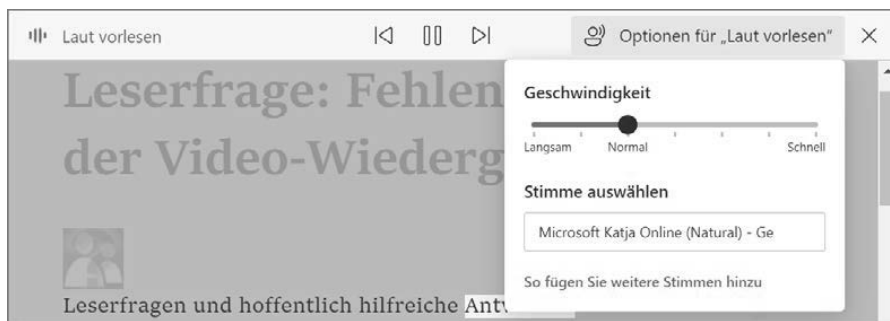 Laut vorlesen
Optionen für „Laut vorlesen“
Leserfrage: Fehlen
der Video-Wiederg
Geschwindigkeit
Langsam Normal Schnell
Stimme auswählen
Microsoft Katja Online (Natural) - Ge
So fügen Sie weitere Stimmen hinzu
Leserfragen und hoffentlich hilfreiche Antw